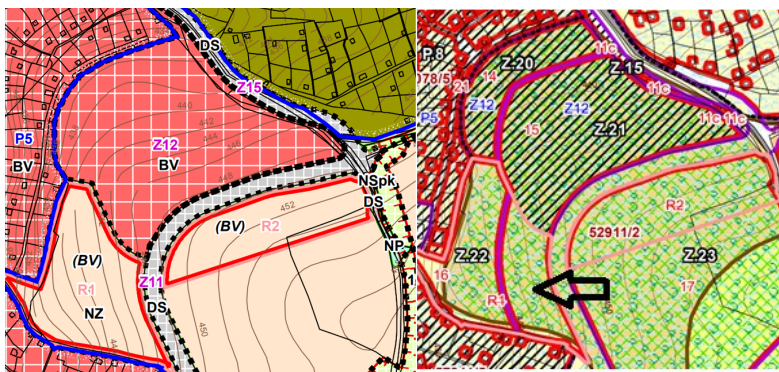 DS
Z15
440
442
444
446
448
P5
BV
Z12
BV
NSpk
DS
452
(BV)
R2
NP
(BV)
Z11
R1
NZ
DS
450
P.8
Z.20
11c
Z.15
14
078/5
21
11c
P5
Z12
Z12
11c
11c
15
Z.21
R2
52911/2
Z.22
Z.23
16
R1
17